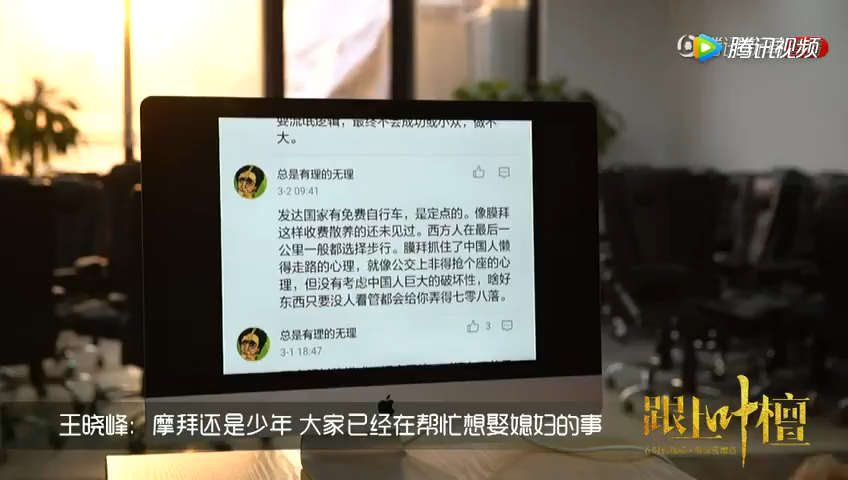 腾讯视频
耍流氓逻辑，最终不会成功或小众，做不
大。
总是有理的无理
3-2 09:41
发达国家有免费自行车，是定点的。像膜拜
这样收费散养的还未见过。西方人在最后一
公里一般都选择步行。膜拜抓住了中国人懒
得走路的心理，就像公交上非得抢个座的心
理，但没有考虑中国人巨大的破坏性，啥好
东西只要没人看管都会给你弄得七零八落。
总是有理的无理
3
3-1 18:47
王晓峰：摩拜还是少年 大家已经在帮忙想娶媳妇的事
跟上叶檀